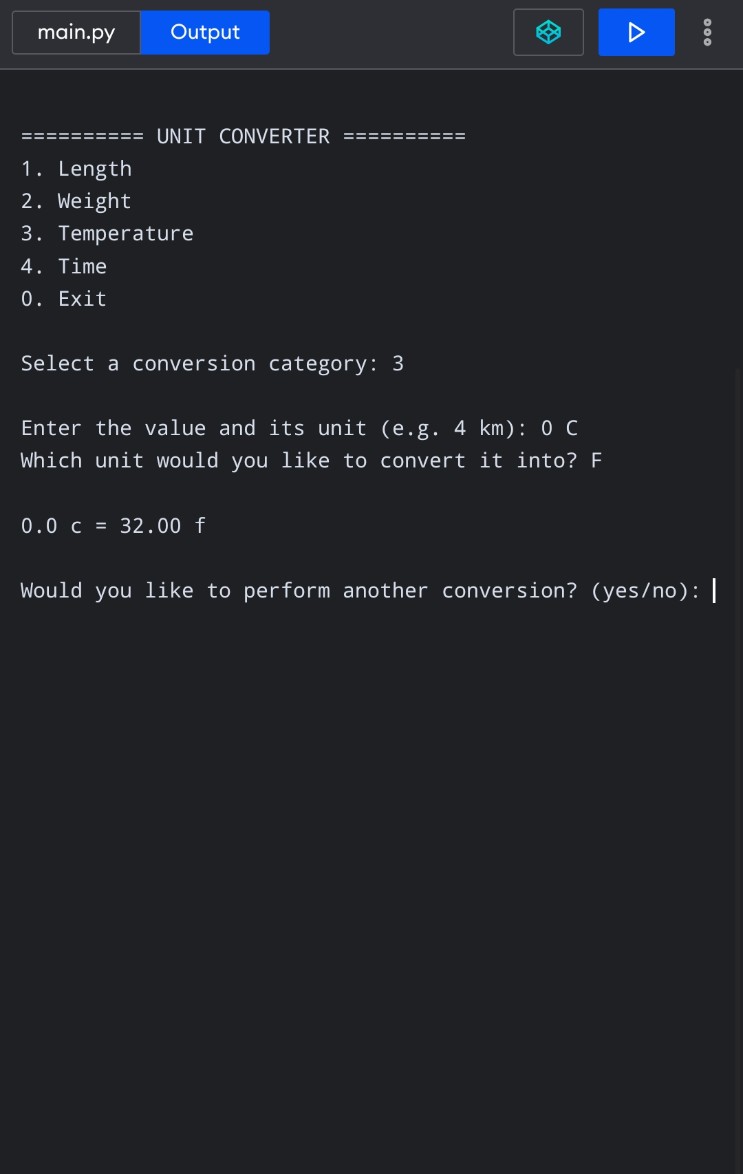 main.py
Output
========== UNIT CONVERTER ==========
1. Length
2. Weight
3. Temperature
4. Time
0. Exit
Select a conversion category: 3
Enter the value and its unit (e.g. 4 km): 0 C
Which unit would you like to convert it into? F
0.0 c = 32.00 f
Would you like to perform another conversion? (yes/no):